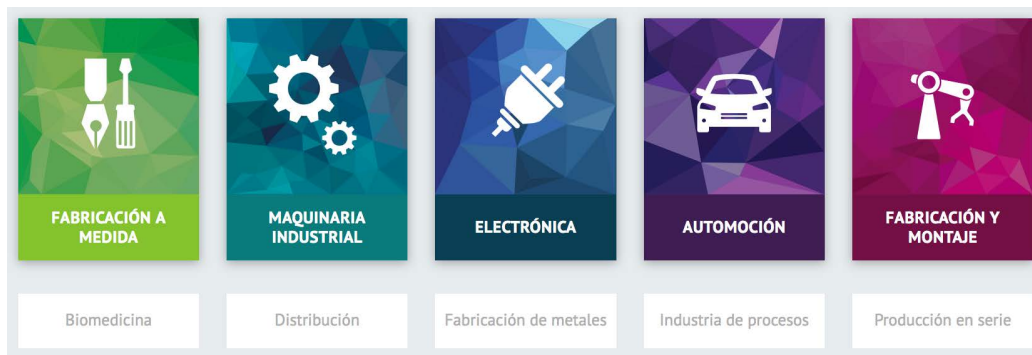 FABRICACIÓN A
MEDIDA
MAQUINARIA
INDUSTRIAL
ELECTRÓNICA
AUTOMOCIÓN
FABRICACIÓN Y
MONTAJE
Biomedicina
Distribución
Fabricación de metales
Industria de procesos
Producción en serie